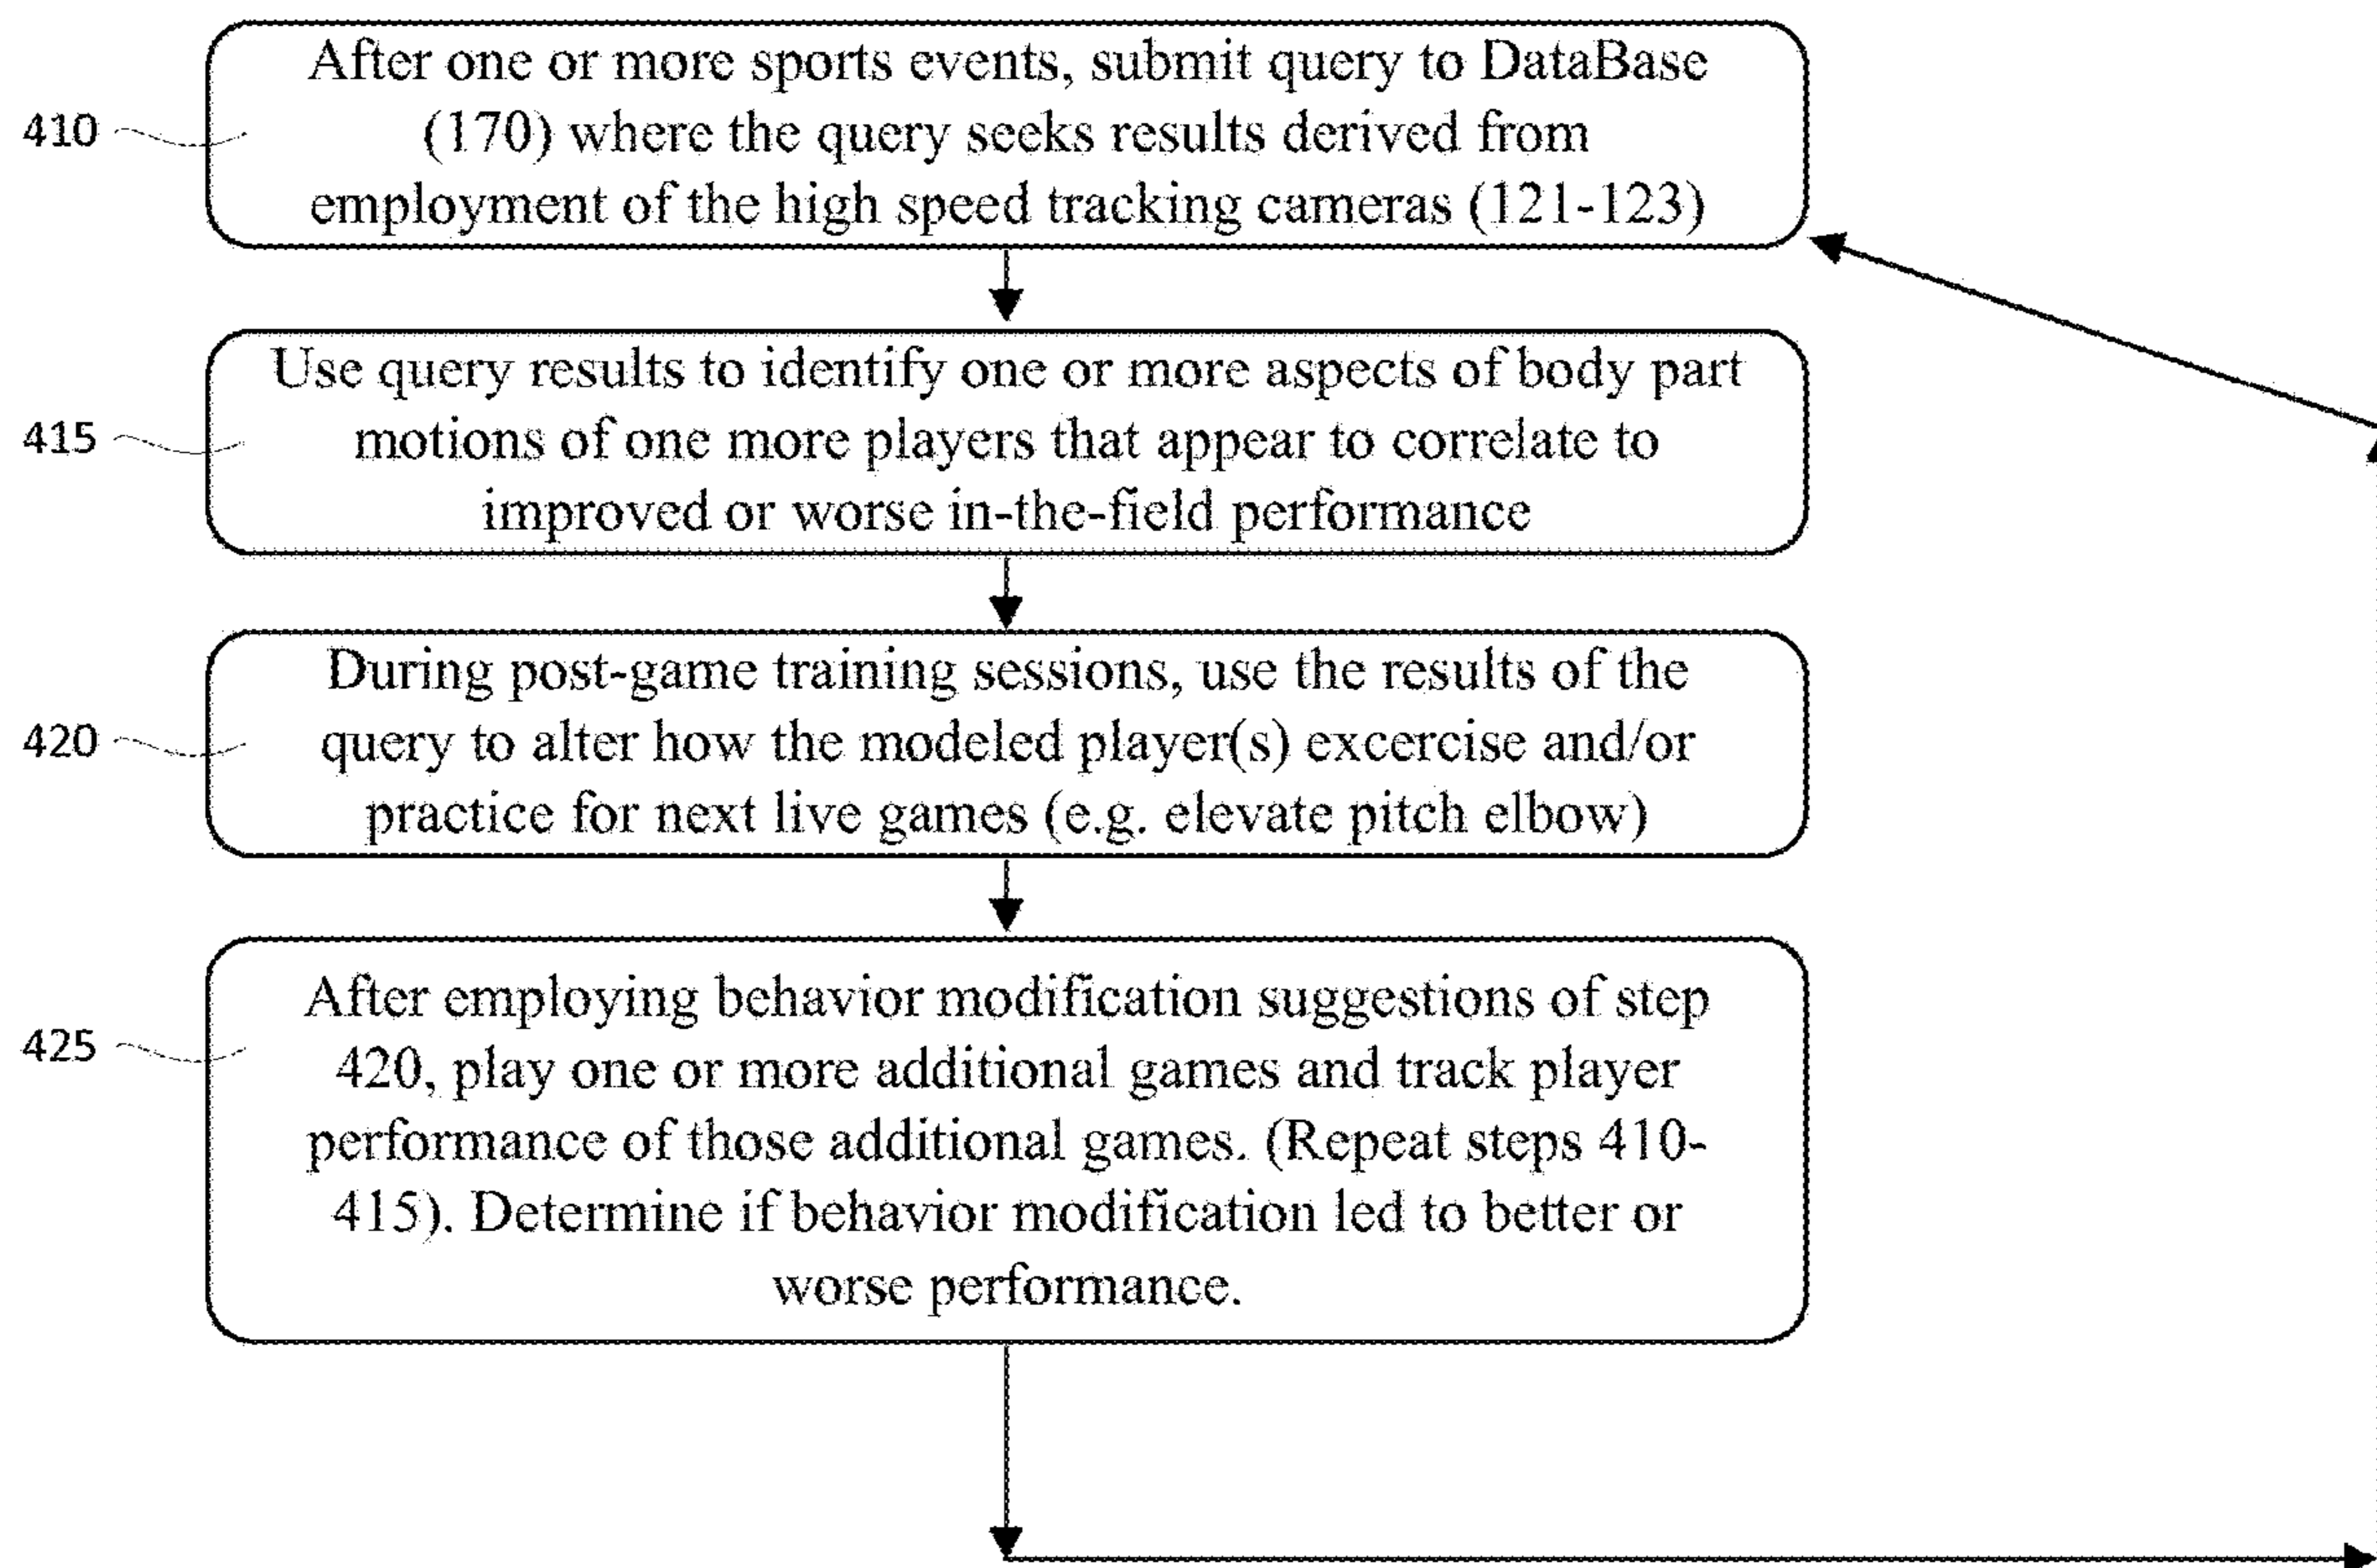 After one or more sports events, submit query to DataBase
410
(170) where the query seeks results derived from
employment of the high speed tracking cameras (121-123)
Use query results to identify one or more aspects of body part
415
motions of one more players that appear to correlate to
improved or worse in-the-field performance
During post-game training sessions, use the results of the
420
query to alter how the modeled player(s) excercise and/or
practice for next live games (e.g. elevate pitch elbow)
After employing behavior modification suggestions of step
425
420, play one or more additional games and track player
performance of those additional games. (Repeat steps 410-
415). Determine if behavior modification led to better or
worse performance.